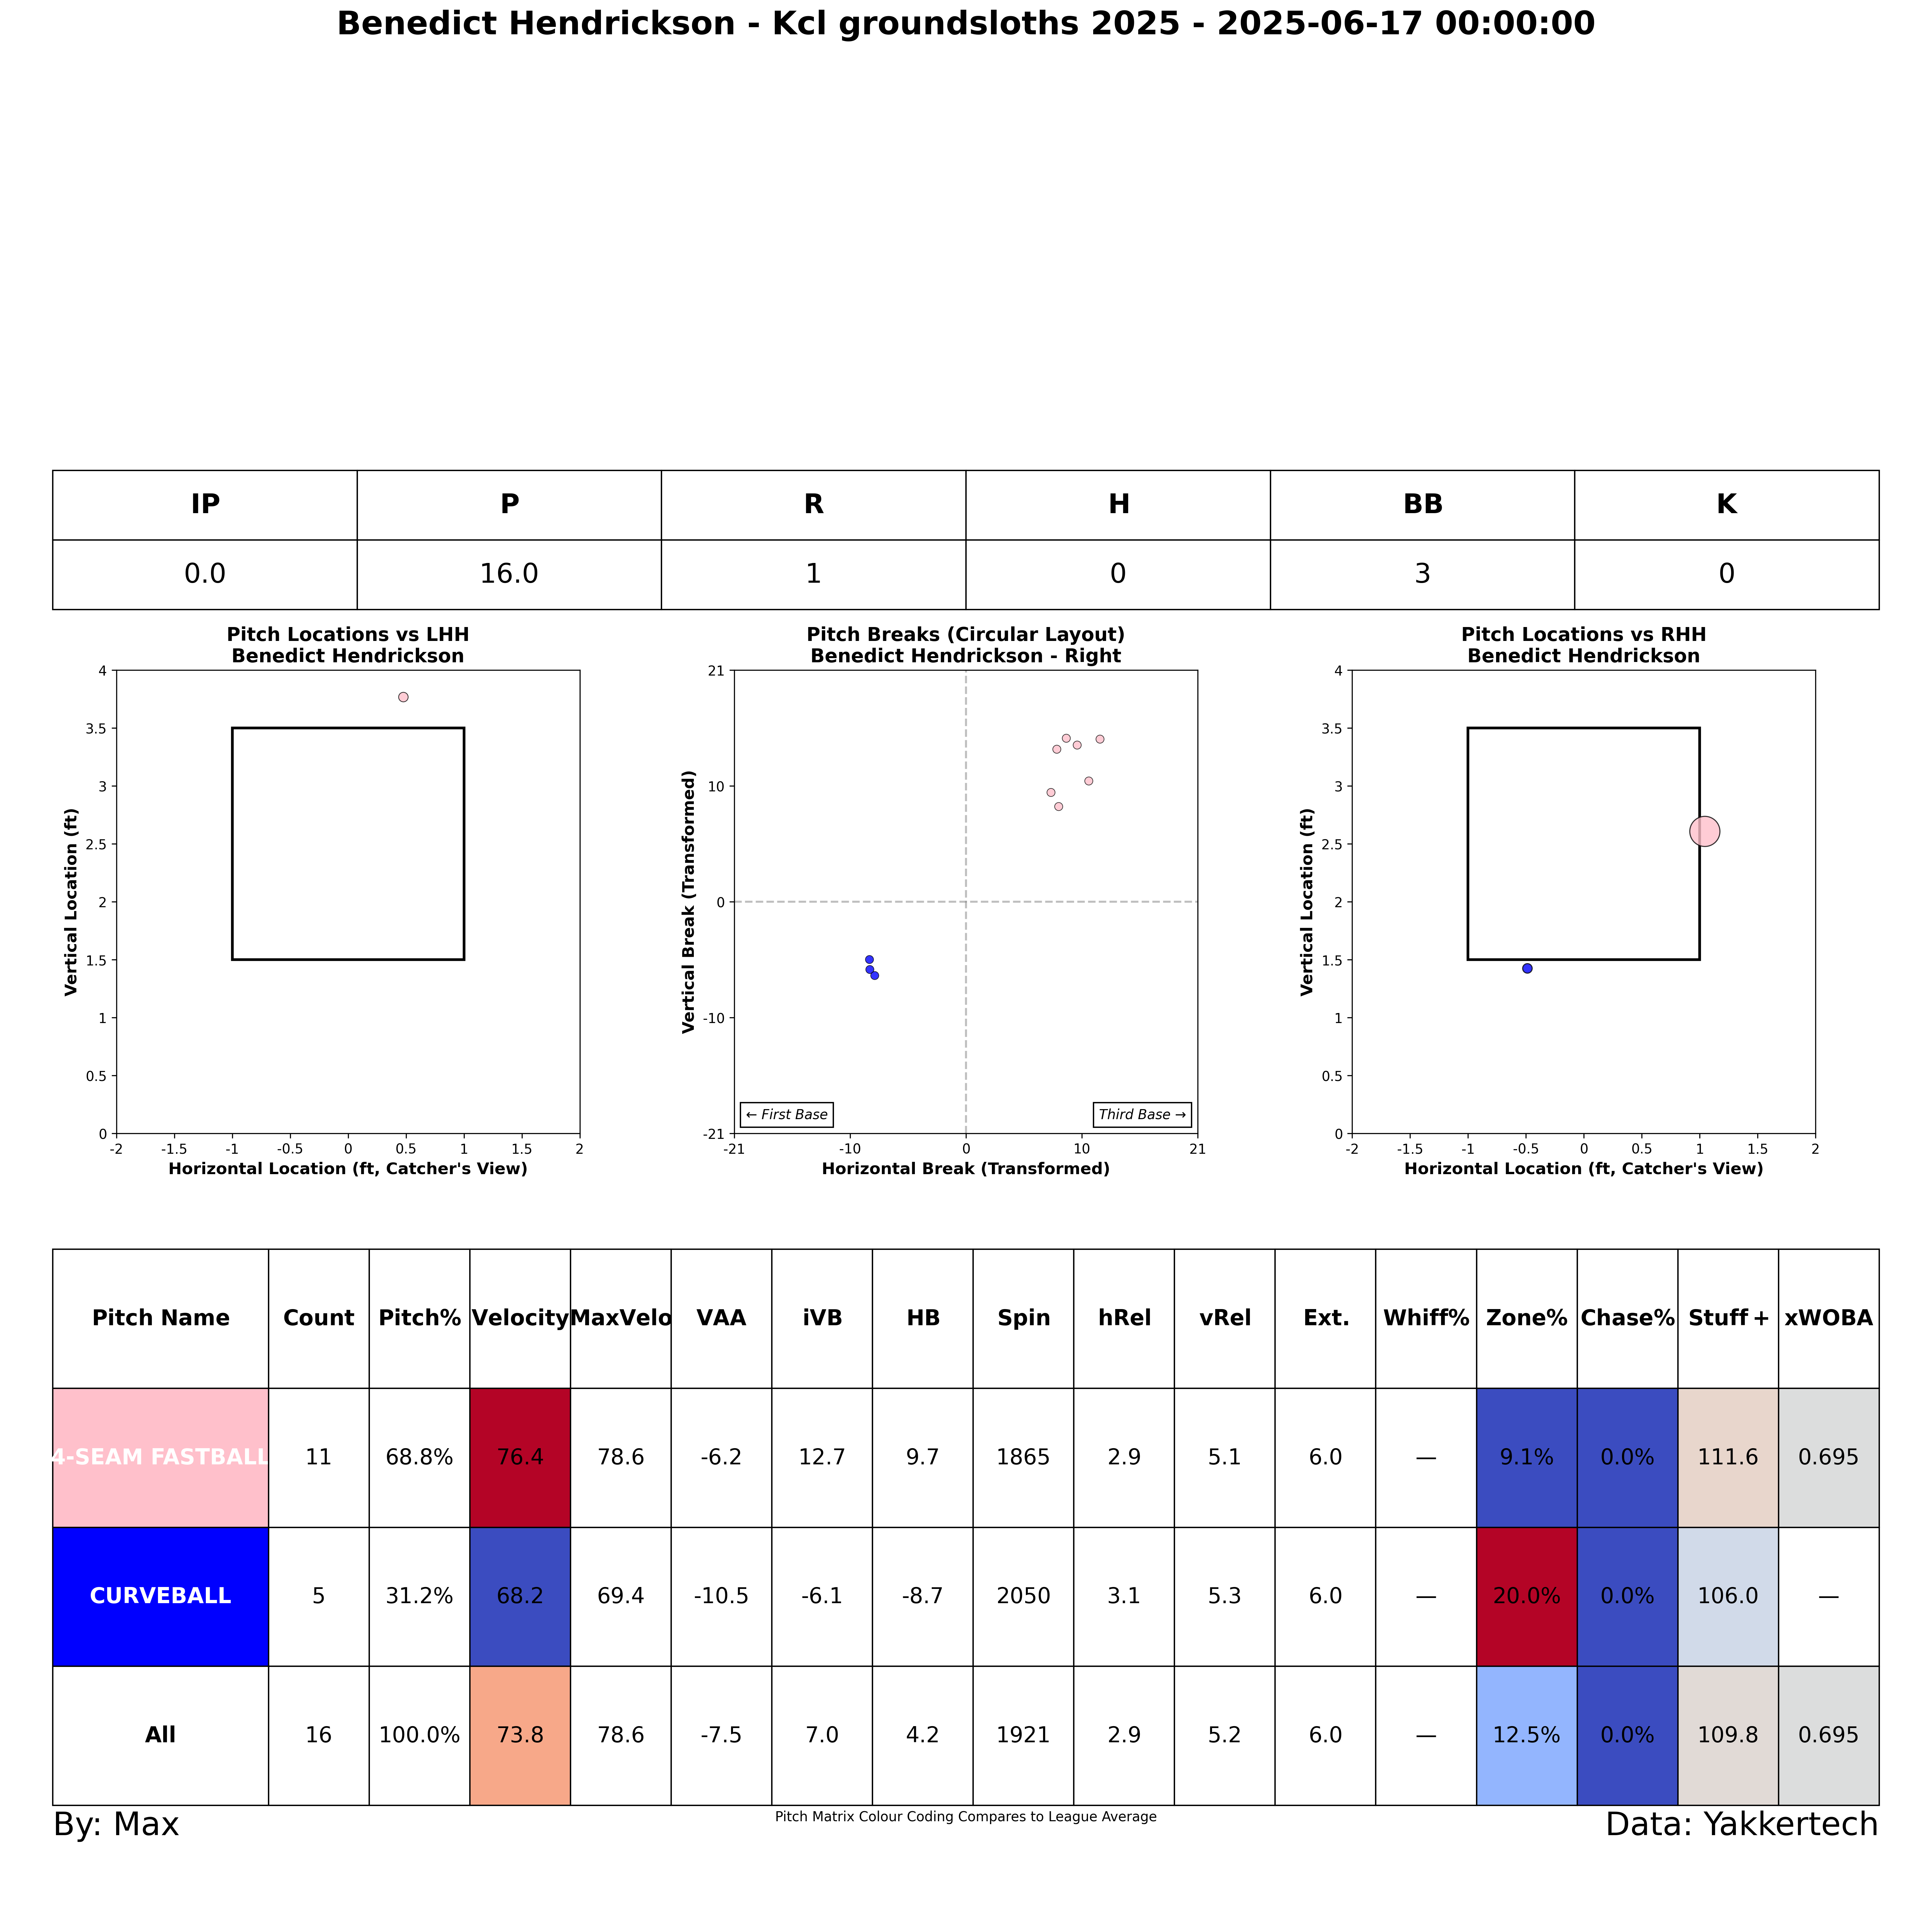 Benedict Hendrickson - Kcl groundsloths 2025 - 2025-06-17 00:00:00
IP P R H BB K
0.0 16.0 1 0 3 0
Pitch Locations vs LHH
Benedict Hendrickson
4
3.5
3
2.5
2
1.5
1
0.5
0
-2 -1.5 -1 -0.5 0 0.5 1 1.5 2
Vertical Location (ft)
Horizontal Location (ft, Catcher's View)
Pitch Breaks (Circular Layout)
Benedict Hendrickson - Right
21
10
0
-10
-21
-21 -10 0 10 21
Vertical Break (Transformed)
← First Base
Third Base →
Horizontal Break (Transformed)
Pitch Locations vs RHH
Benedict Hendrickson
4
3.5
3
2.5
2
1.5
1
0.5
0
-2 -1.5 -1 -0.5 0 0.5 1 1.5 2
Vertical Location (ft)
Horizontal Location (ft, Catcher's View)
Pitch Name Count Pitch% Velocity MaxVelo VAA iVB HB Spin hRel vRel Ext. Whiff% Zone% Chase% Stuff+ xWOBA
4-SEAM FASTBALL 11 68.8% 76.4 78.6 -6.2 12.7 9.7 1865 2.9 5.1 6.0 — 9.1% 0.0% 111.6 0.695
CURVEBALL 5 31.2% 68.2 69.4 -10.5 -6.1 -8.7 2050 3.1 5.3 6.0 — 20.0% 0.0% 106.0 —
All 16 100.0% 73.8 78.6 -7.5 7.0 4.2 1921 2.9 5.2 6.0 — 12.5% 0.0% 109.8 0.695
By: Max
Pitch Matrix Colour Coding Compares to League Average
Data: Yakkertech